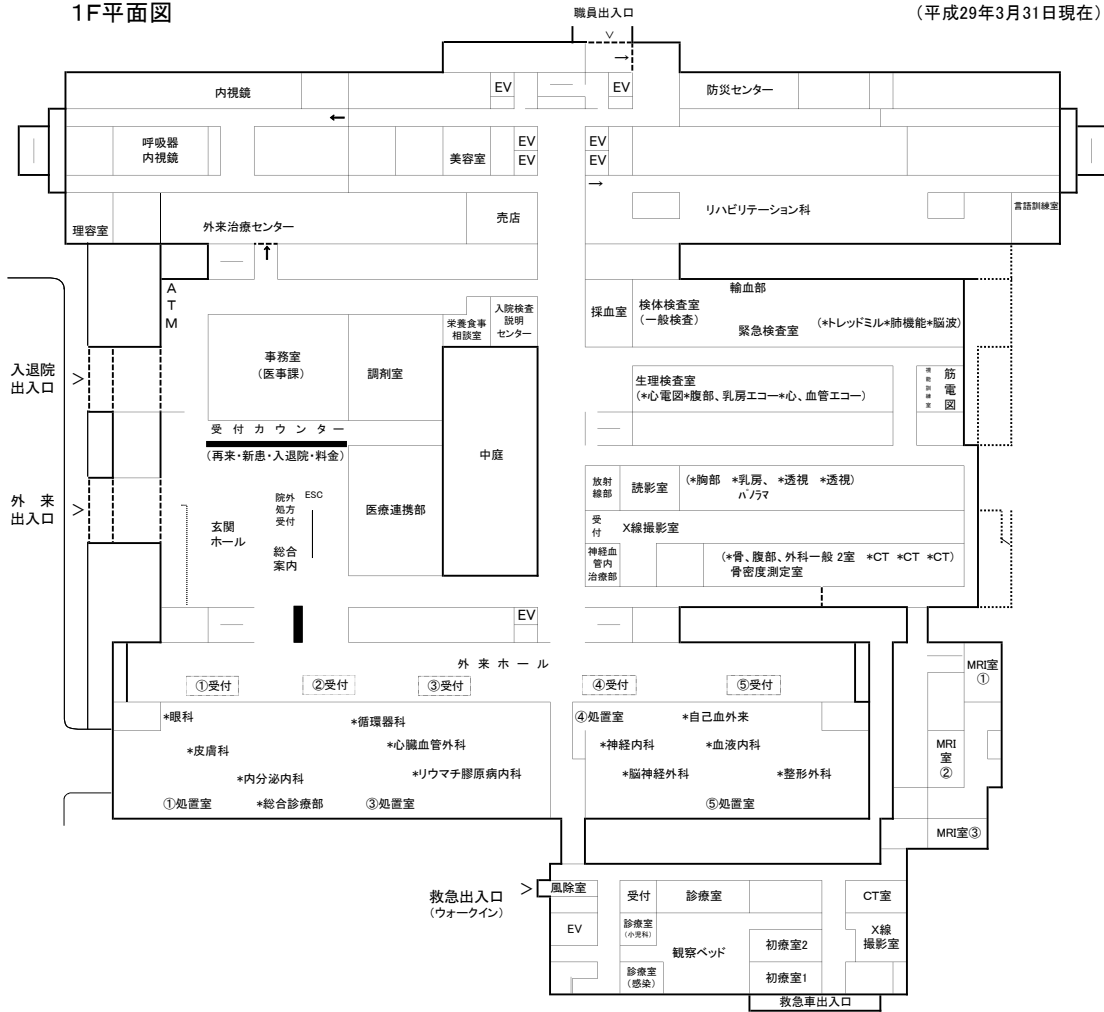 1F平面図
職員出入口
(平成29年3月31日現在)
内視鏡
EV
EV
防災センター
呼吸器
内視鏡
美容室
EV
EV
EV
EV
理容室
外来治療センター
売店
リハビリテーション科
言語訓練室
ATM
栄養食事
相談室
入院検査
説明
センター
採血室
検体検査室
(一般検査)
輸血部
緊急検査室
(*トレッドミル*肺機能*脳波)
入退院
出入口
事務室
(医事課)
調剤室
生理検査室
(*心電図*腹部、乳房エコー*心、血管エコー)
筋電図
受付カウンター
(再来・新患・入退院・料金)
中庭
外来
出入口
玄関
ホール
院外
処方
受付
ESC
総合
案内
医療連携部
放射
線部
読影室
(*胸部 *乳房、*透視 *透視)
パノラマ
受付
X線撮影室
神経血
管内
治療部
(*骨、腹部、外科一般 2室 *CT *CT *CT)
骨密度測定室
EV
外来ホール
①受付
②受付
③受付
④受付
⑤受付
MRI室
①
*眼科
*循環器科
④処置室
*自己血外来
*皮膚科
*心臓血管外科
*神経内科
*血液内科
MRI
室
②
*内分泌内科
*リウマチ膠原病内科
*脳神経外科
*整形外科
①処置室
*総合診療部
③処置室
⑤処置室
MRI室③
救急出入口
(ウォークイン)
風除室
受付
診療室
CT室
EV
診療室
(小児科)
観察ベッド
初療室2
X線
撮影室
診療室
(感染)
初療室1
救急車出入口